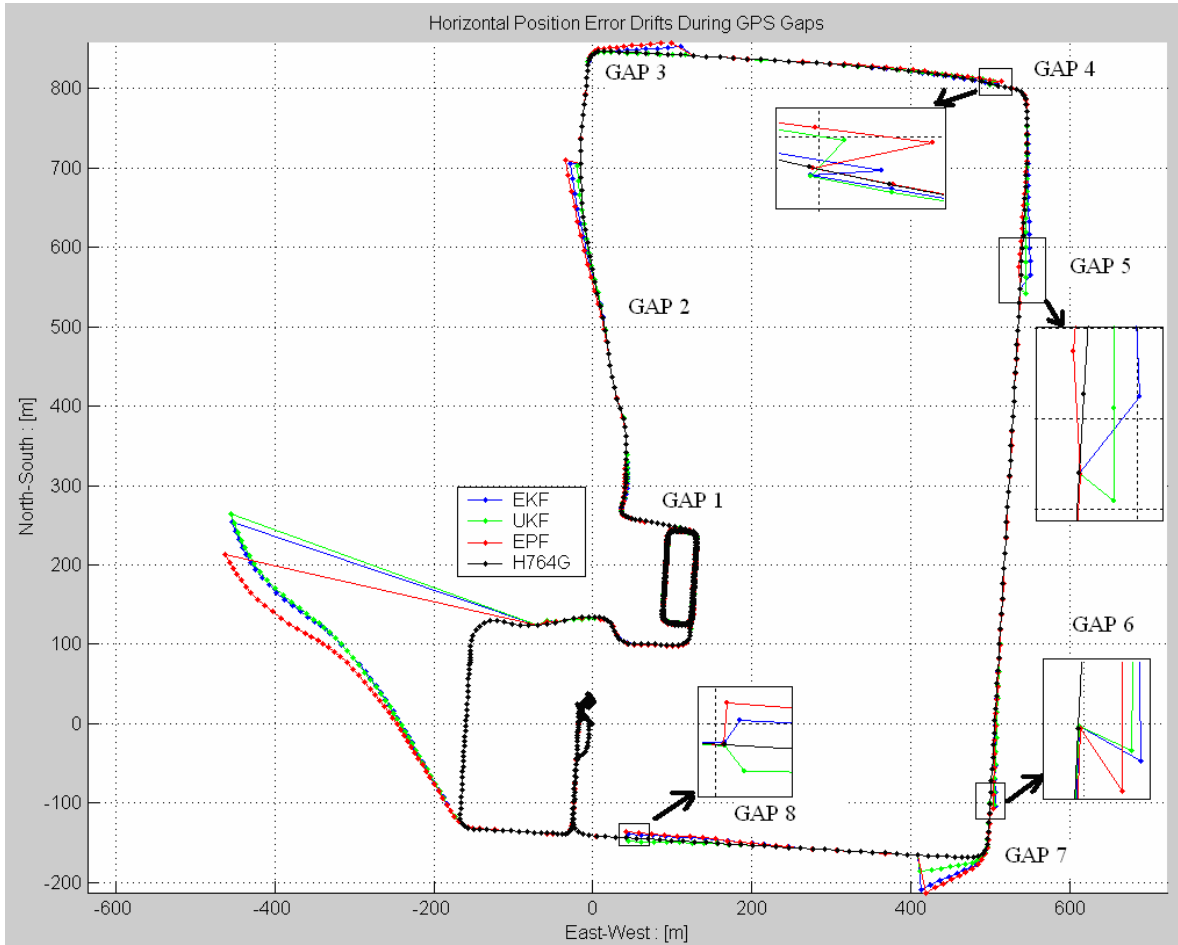 Horizontal Position Error Drifts During GPS Gaps
GAP 3
GAP 4
GAP 5
GAP 2
GAP 1
EKF
UKF
EPF
H764G
GAP 6
GAP 8
GAP 7
North-South : [m]
800
700
600
500
400
300
200
100
0
-100
-200
-600
-400
-200
0
200
400
600
East-West : [m]